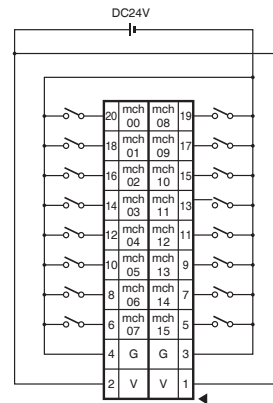 DC24V
20 mch 00 mch 08 19
18 mch 01 mch 09 17
16 mch 02 mch 10 15
14 mch 03 mch 11 13
12 mch 04 mch 12 11
10 mch 05 mch 13 9
8 mch 06 mch 14 7
6 mch 07 mch 15 5
4 G G 3
2 V V 1